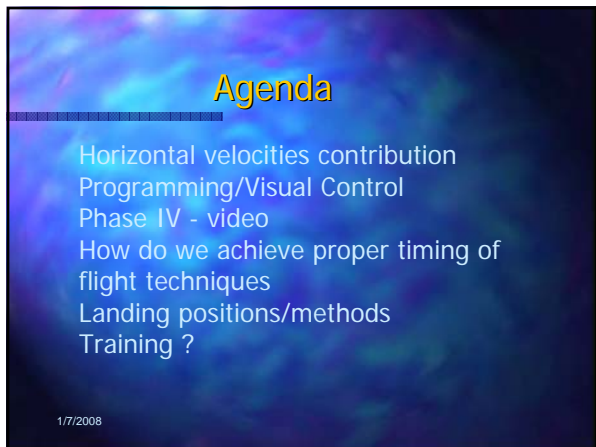 Agenda
Horizontal velocities contribution
Programming/Visual Control
Phase IV - video
How do we achieve proper timing of
flight techniques
Landing positions/methods
Training ?
1/7/2008